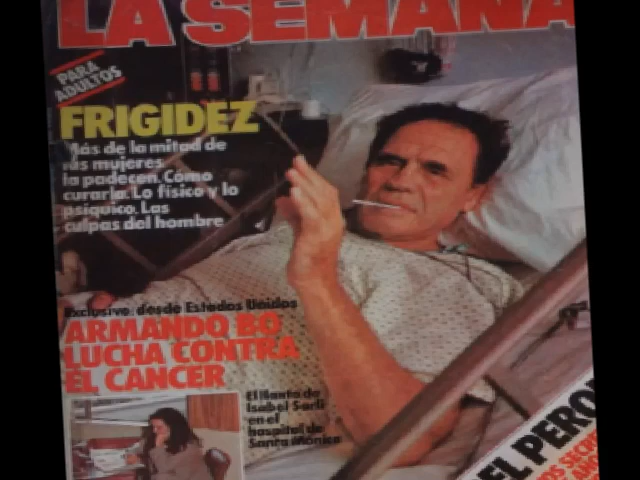 LA SEMANA
PARA
ADULTOS
FRIGIDEZ
Más de la mitad de
las mujeres
la padecen. Cómo
curarla. Lo físico y lo
psíquico. Las
culpas del hombre
Exclusivo: desde Estados Unidos
ARMANDO BO
LUCHA CONTRA
EL CANCER
El llanto de
Isabel Sarli
en el
hospital de
Santa Mónica
EL PERO
OS SECRE